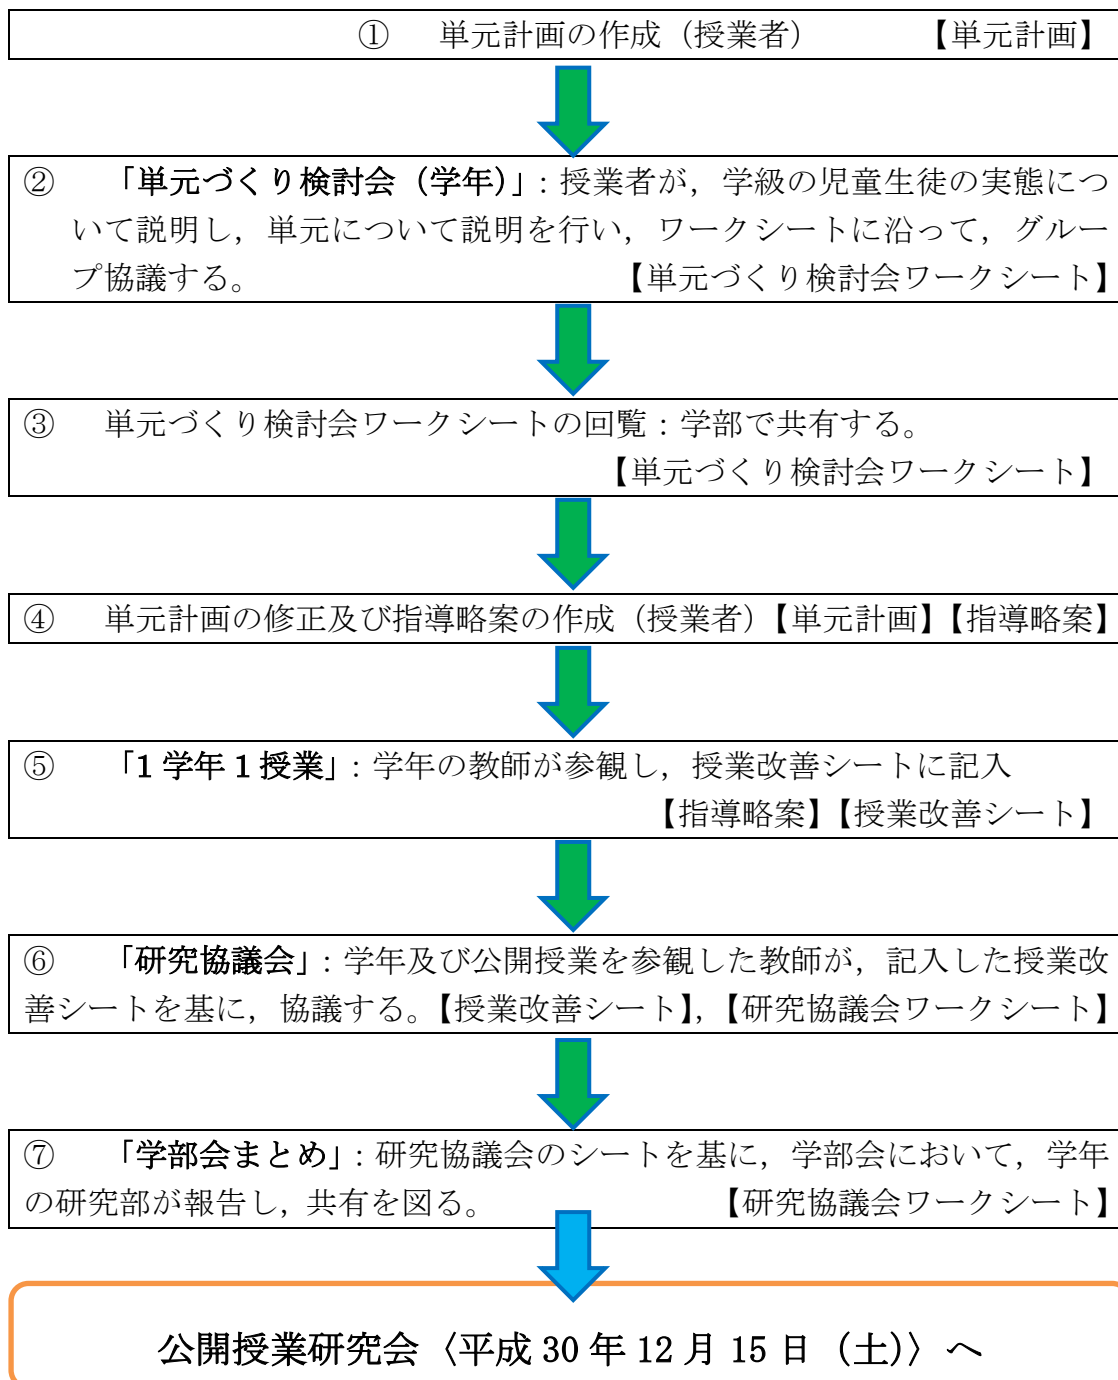 ① 単元計画の作成（授業者） 【単元計画】
② 「単元づくり検討会（学年）」：授業者が，学級の児童生徒の実態につ
いて説明し，単元について説明を行い，ワークシートに沿って，グルー
プ協議する。 【単元づくり検討会ワークシート】
③ 単元づくり検討会ワークシートの回覧：学部で共有する。
【単元づくり検討会ワークシート】
④ 単元計画の修正及び指導略案の作成（授業者）【単元計画】【指導略案】
⑤ 「1学年1授業」：学年の教師が参観し，授業改善シートに記入
【指導略案】【授業改善シート】
⑥ 「研究協議会」：学年及び公開授業を参観した教師が，記入した授業改
善シートを基に，協議する。【授業改善シート】，【研究協議会ワークシート】
⑦ 「学部会まとめ」：研究協議会のシートを基に，学部会において，学年
の研究部が報告し，共有を図る。 【研究協議会ワークシート】
公開授業研究会〈平成30年12月15日（土）〉へ